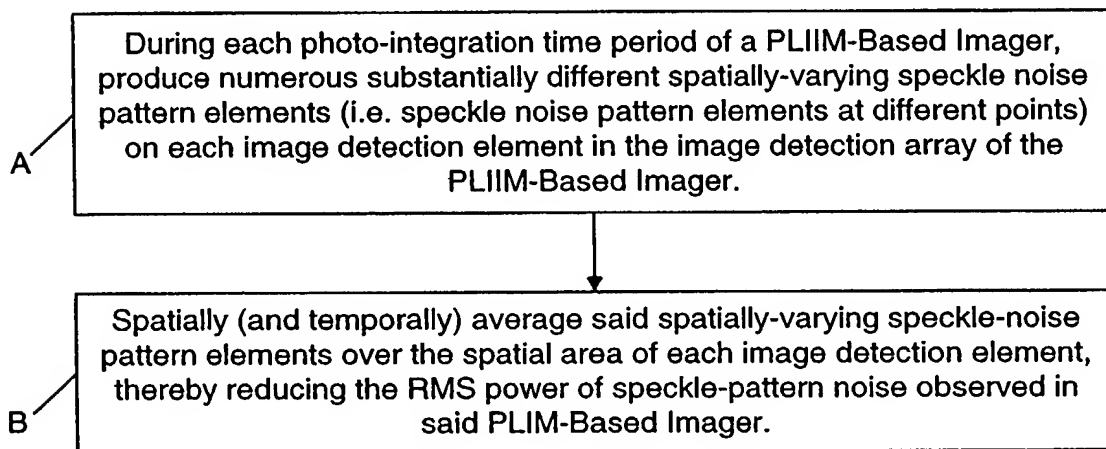 During each photo-integration time period of a PLIIM-Based Imager,
produce numerous substantially different spatially-varying speckle noise
pattern elements (i.e. speckle noise pattern elements at different points)
on each image detection element in the image detection array of the
PLIIM-Based Imager.
A
Spatially (and temporally) average said spatially-varying speckle-noise
pattern elements over the spatial area of each image detection element,
thereby reducing the RMS power of speckle-pattern noise observed in
said PLIM-Based Imager.
B